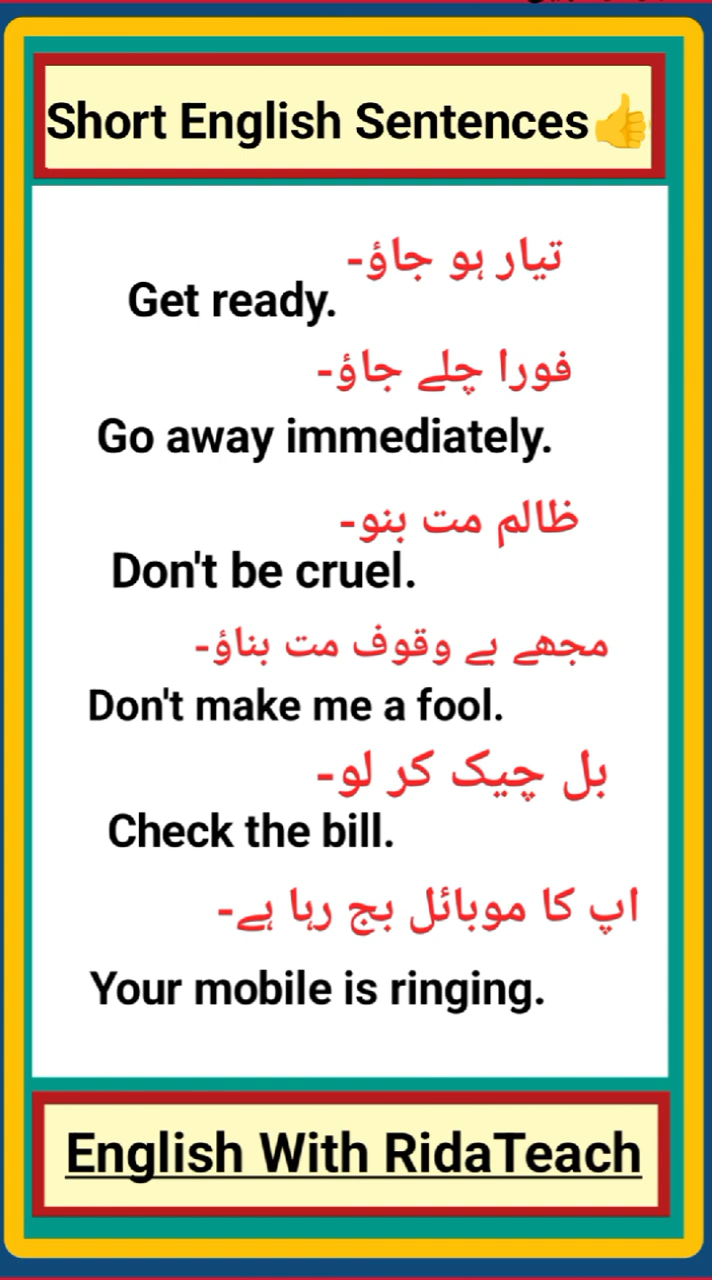 Short English Sentences👍
تیار ہو جاؤ-
Get ready.
فورا چلے جاؤ-
Go away immediately.
ظالم مت بنو-
Don't be cruel.
مجھے بے وقوف مت بناؤ-
Don't make me a fool.
بل چیک کر لو-
Check the bill.
اپ کا موبائل بج رہا ہے-
Your mobile is ringing.
English With RidaTeach